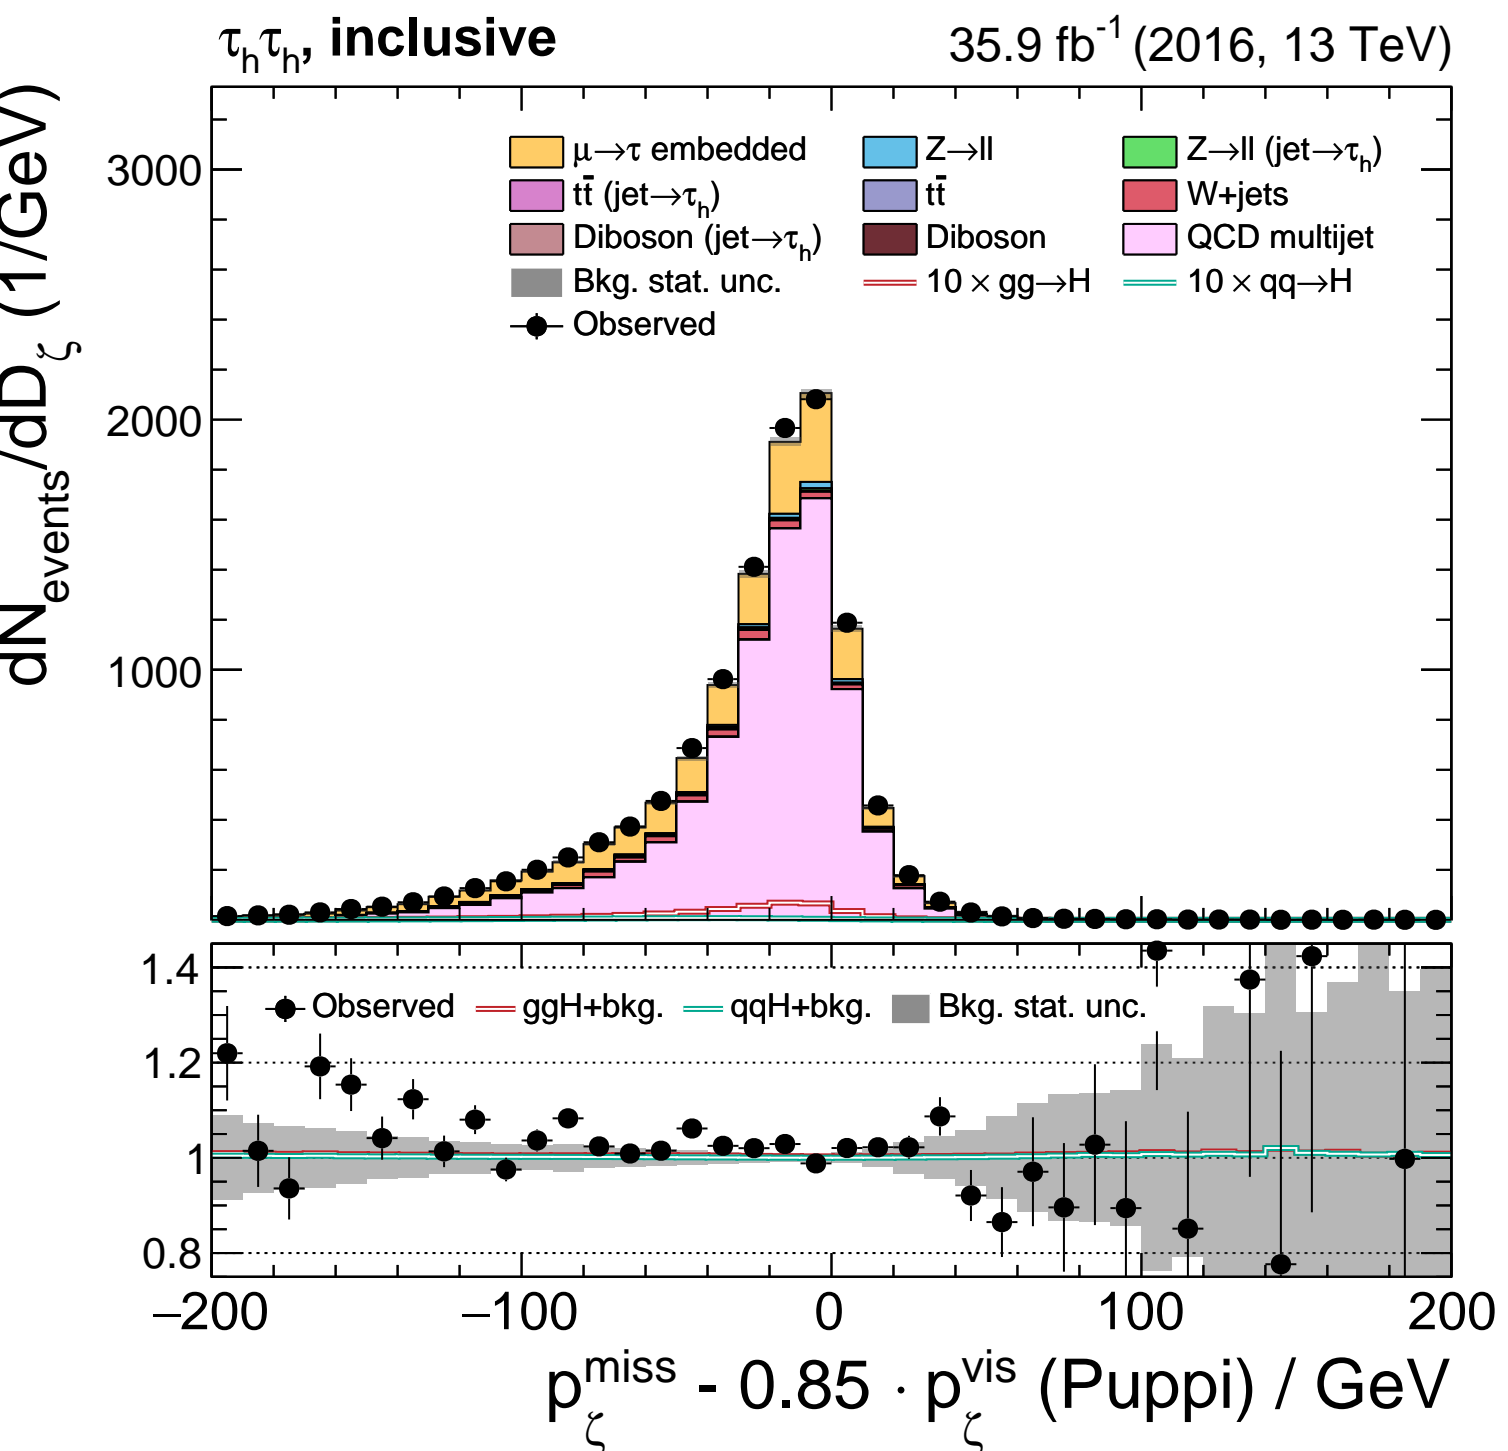 τhτh, inclusive 35.9 fb⁻¹ (2016, 13 TeV)
dNevents/dDζ (1/GeV)
3000
2000
1000
μ→τ embedded Z→ll Z→ll (jet→τh)
tt̄ (jet→τh) tt̄ W+jets
Diboson (jet→τh) Diboson QCD multijet
Bkg. stat. unc. 10 × gg→H 10 × qq→H
Observed
1.4
1.2
1
0.8
Observed ggH+bkg. qqH+bkg. Bkg. stat. unc.
−200 −100 0 100 200
pζmiss - 0.85 · pζvis (Puppi) / GeV